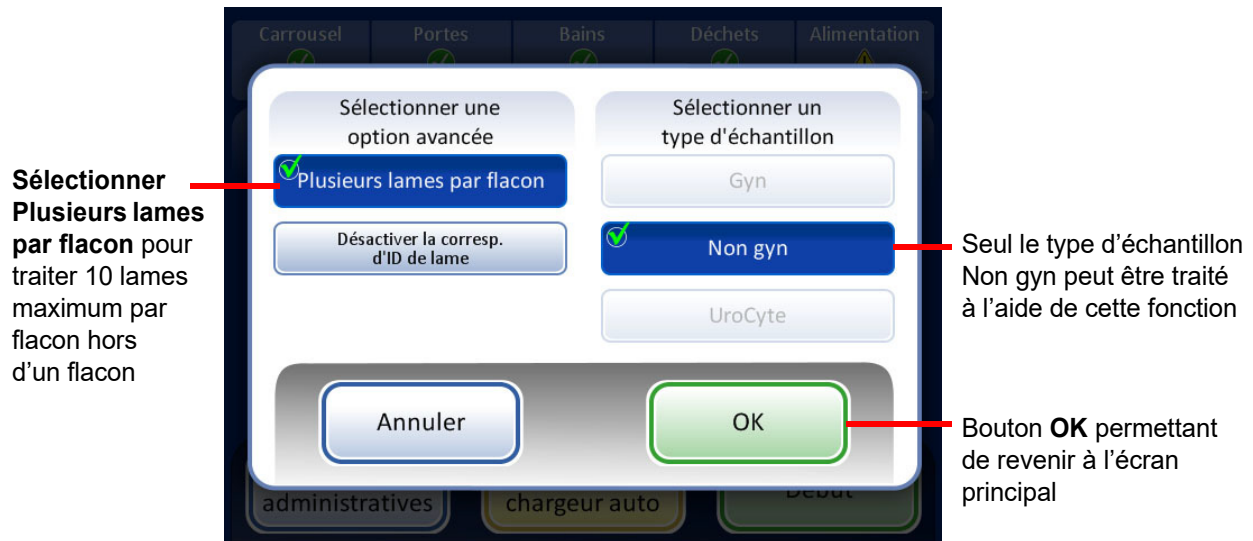 Carrousel
Portes
Bains
Déchets
Alimentation
Sélectionner une
option avancée
Plusieurs lames par flacon
Désactiver la corresp.
d'ID de lame
Sélectionner un
type d'échantillon
Gyn
Non gyn
UroCyte
Annuler
OK
administratives
chargeur auto
Début
Sélectionner
Plusieurs lames
par flacon pour
traiter 10 lames
maximum par
flacon hors
d’un flacon
Seul le type d’échantillon
Non gyn peut être traité
à l’aide de cette fonction
Bouton OK permettant
de revenir à l’écran
principal